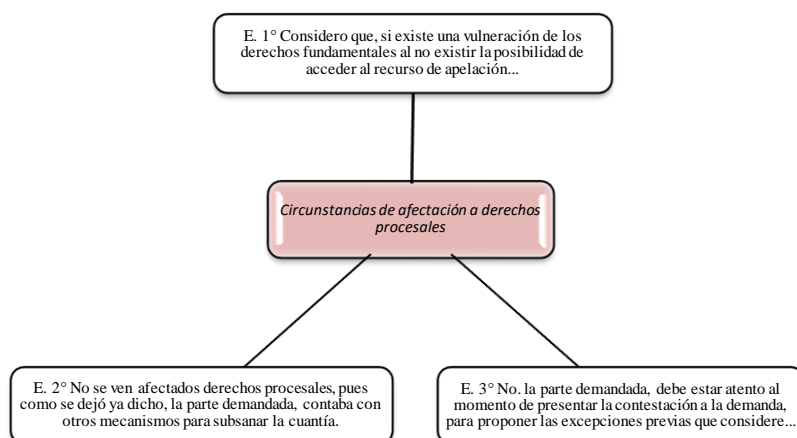 E. 1° Considero que, si existe una vulneración de los
derechos fundamentales al no existir la posibilidad de
acceder al recurso de apelación...
Circunstancias de afectación a derechos
procesales
E. 2° No se ven afectados derechos procesales, pues
como se dejó ya dicho, la parte demandada, contaba con
otros mecanismos para subsanar la cuantía.
E. 3° No. la parte demandada, debe estar atento al
momento de presentar la contestación a la demanda,
para proponer las excepciones previas que considere...